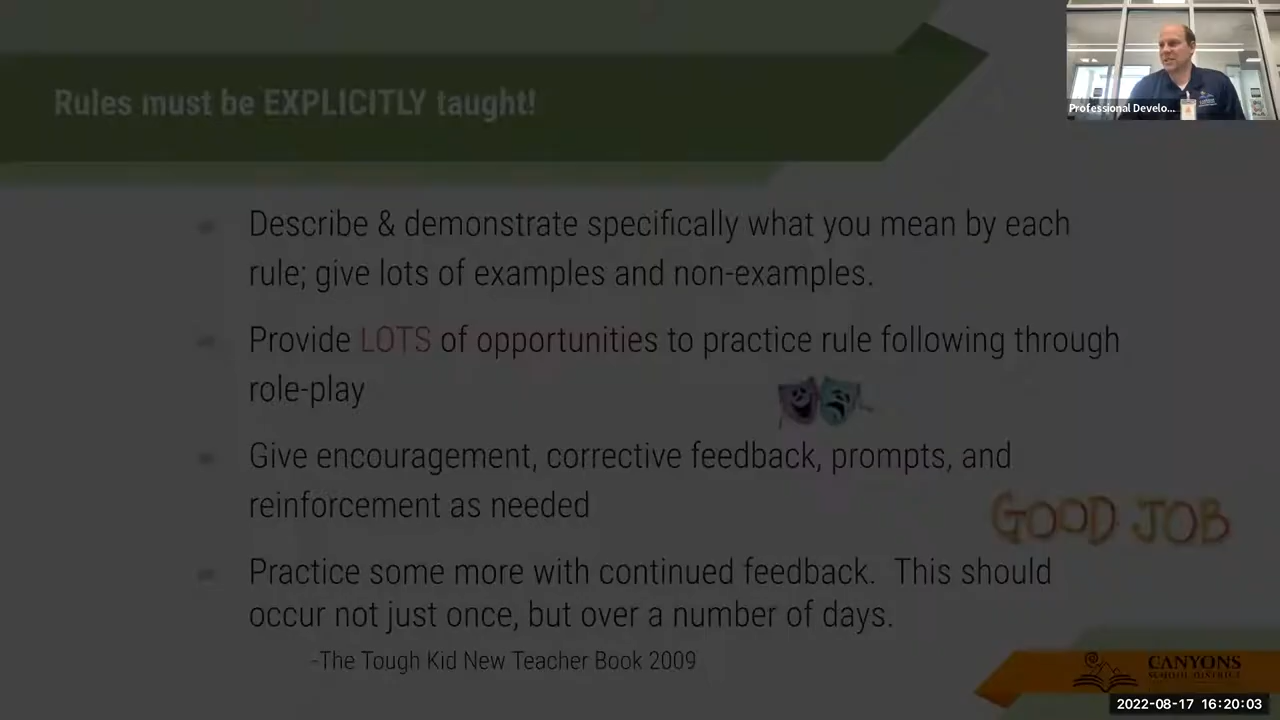 Rules must be EXPLICITLY taught!
Professional Develo...
Describe & demonstrate specifically what you mean by each
rule; give lots of examples and non-examples.
Provide LOTS of opportunities to practice rule following through
role-play
Give encouragement, corrective feedback, prompts, and
reinforcement as needed
GOOD JOB
Practice some more with continued feedback.  This should
occur not just once, but over a number of days.
-The Tough Kid New Teacher Book 2009
CANYONS
SCHOOL DISTRICT
2022-08-17 16:20:03